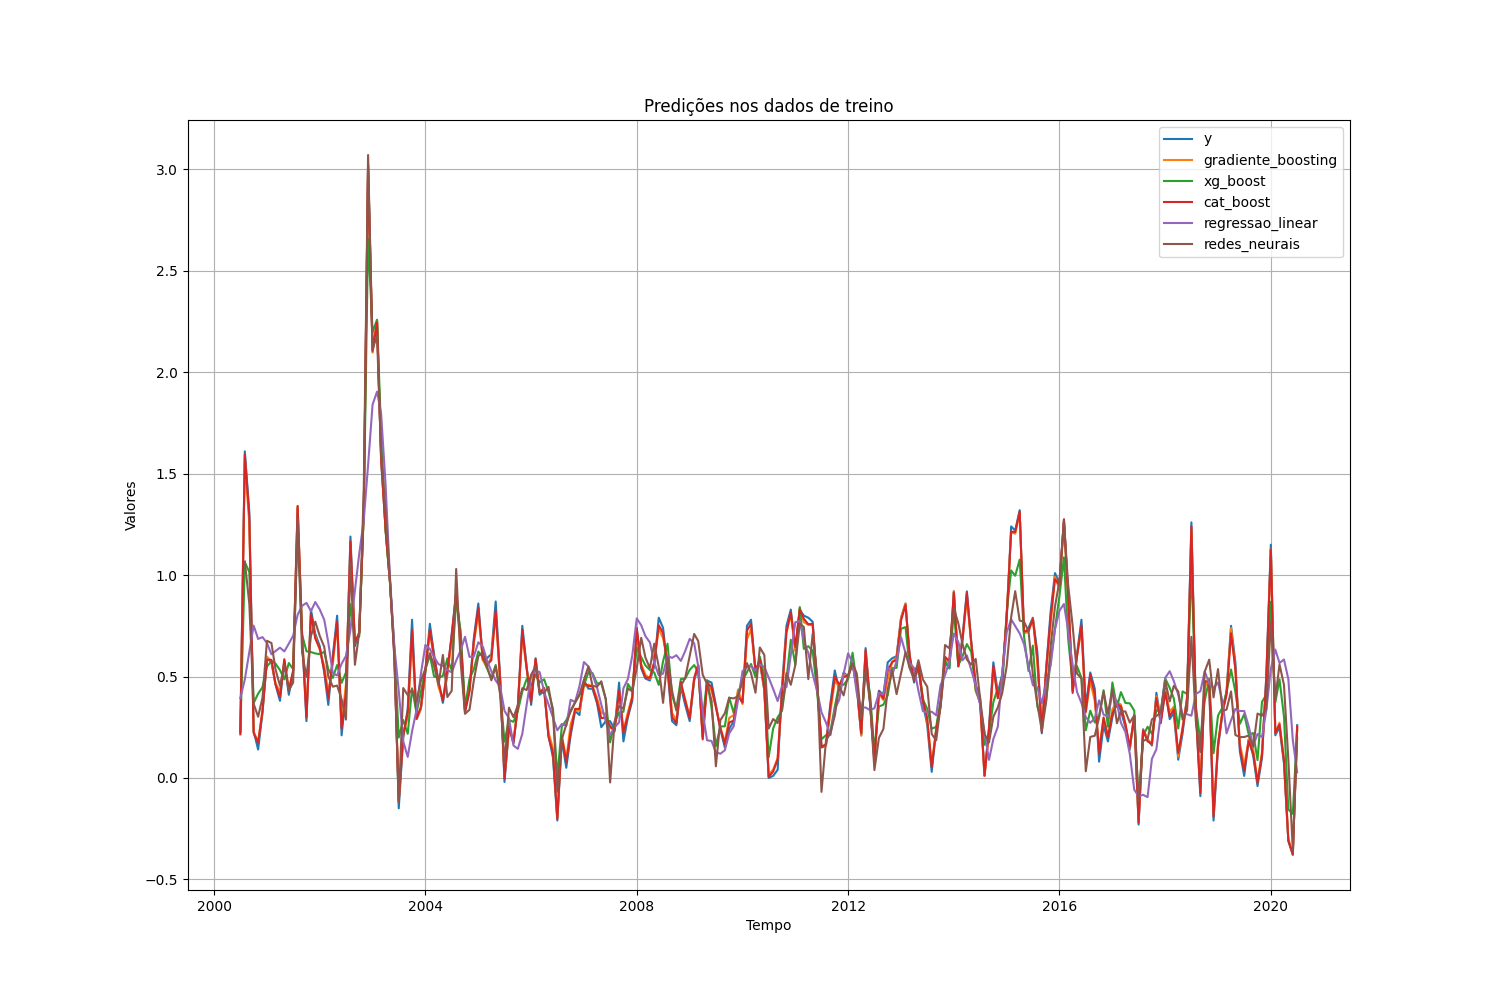 Predições nos dados de treino
y
gradiente_boosting
xg_boost
cat_boost
regressao_linear
redes_neurais
Valores
3.0
2.5
2.0
1.5
1.0
0.5
0.0
−0.5
2000 2004 2008 2012 2016 2020
Tempo